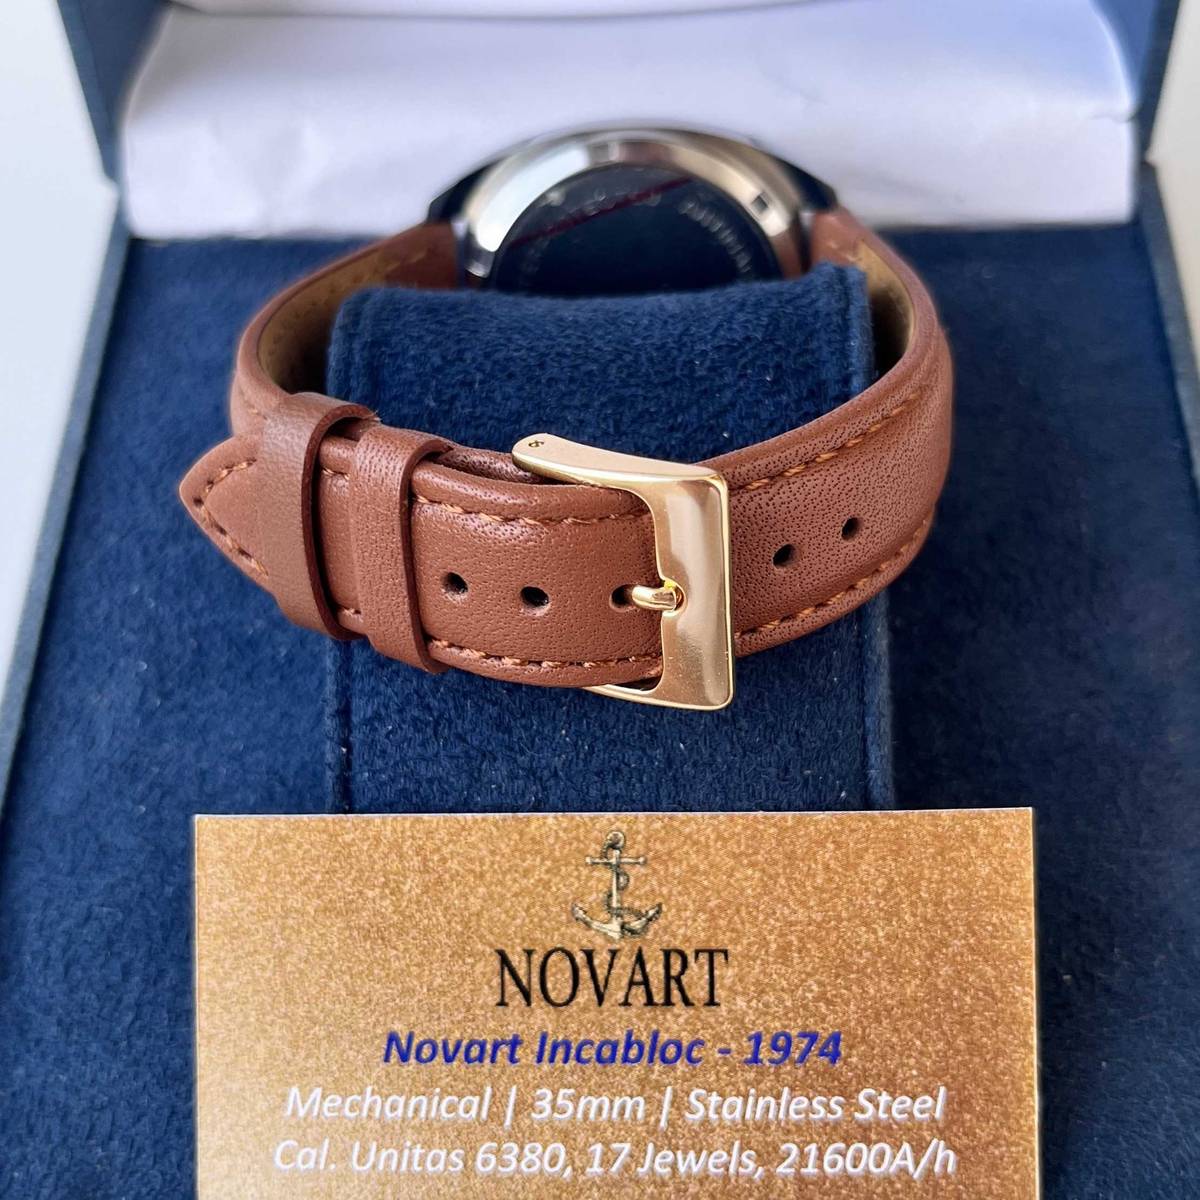 NOVART
Novart Incabloc - 1974
Mechanical | 35mm | Stainless Steel
Cal. Unitas 6380, 17 Jewels, 21600A/h